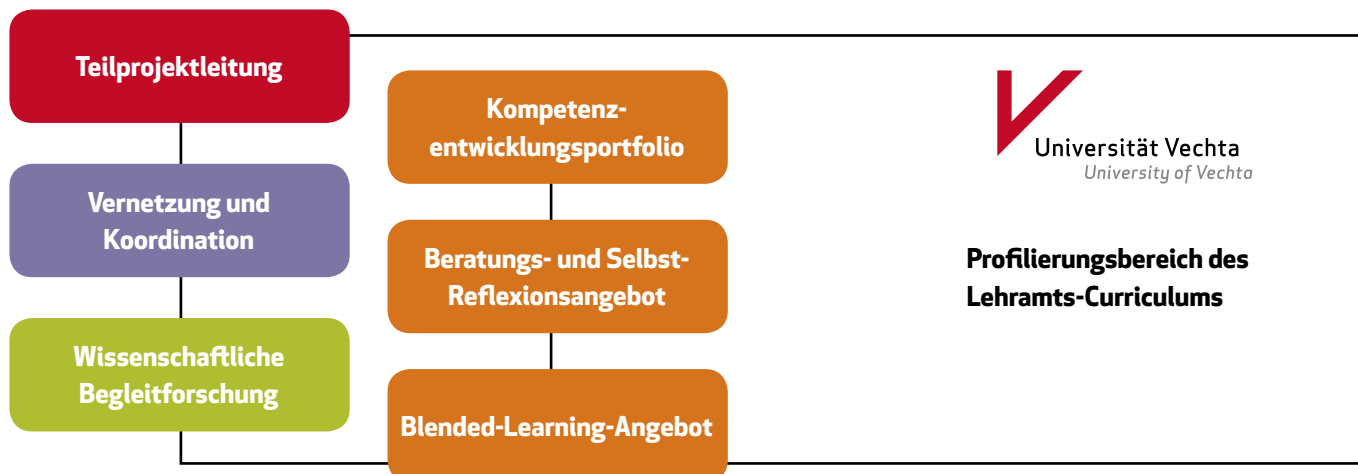 Teilprojektleitung
Vernetzung und
Koordination
Wissenschaftliche
Begleitforschung
Kompetenz-
entwicklungsportfolio
Beratungs- und Selbst-
Reflexionsangebot
Blended-Learning-Angebot
Universität Vechta
University of Vechta
Profilierungsbereich des
Lehramts-Curriculums